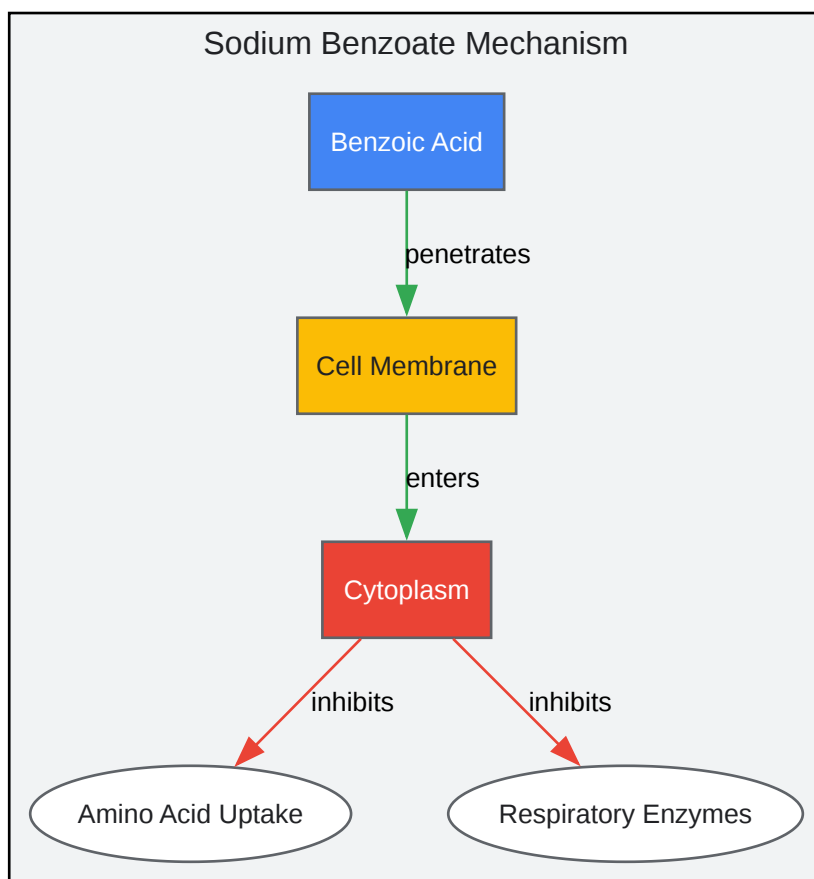 Sodium Benzoate Mechanism
Benzoic Acid
penetrates
Cell Membrane
enters
Cytoplasm
inhibits
inhibits
Amino Acid Uptake
Respiratory Enzymes